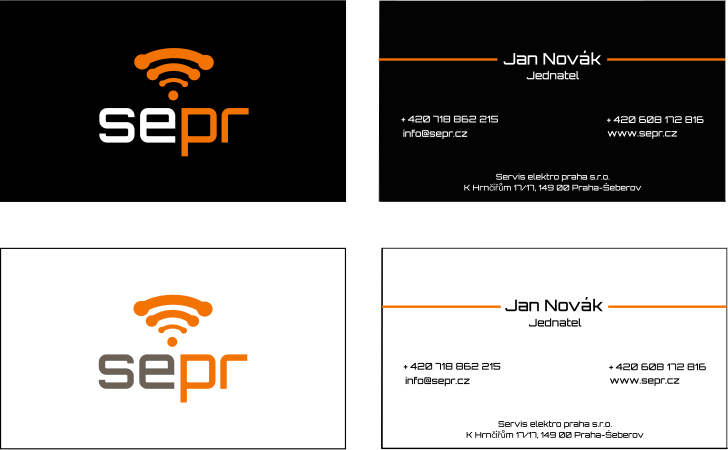 sepr
Jan Novák
Jednatel
+ 420 718 862 215
+ 420 608 172 816
info@sepr.cz
www.sepr.cz
Servis elektro praha s.r.o.
K Hrnčířům 17/17, 149 00 Praha-Šeberov
sepr
Jan Novák
Jednatel
+ 420 718 862 215
+ 420 608 172 816
info@sepr.cz
www.sepr.cz
Servis elektro praha s.r.o.
K Hrnčířům 17/17, 149 00 Praha-Šeberov